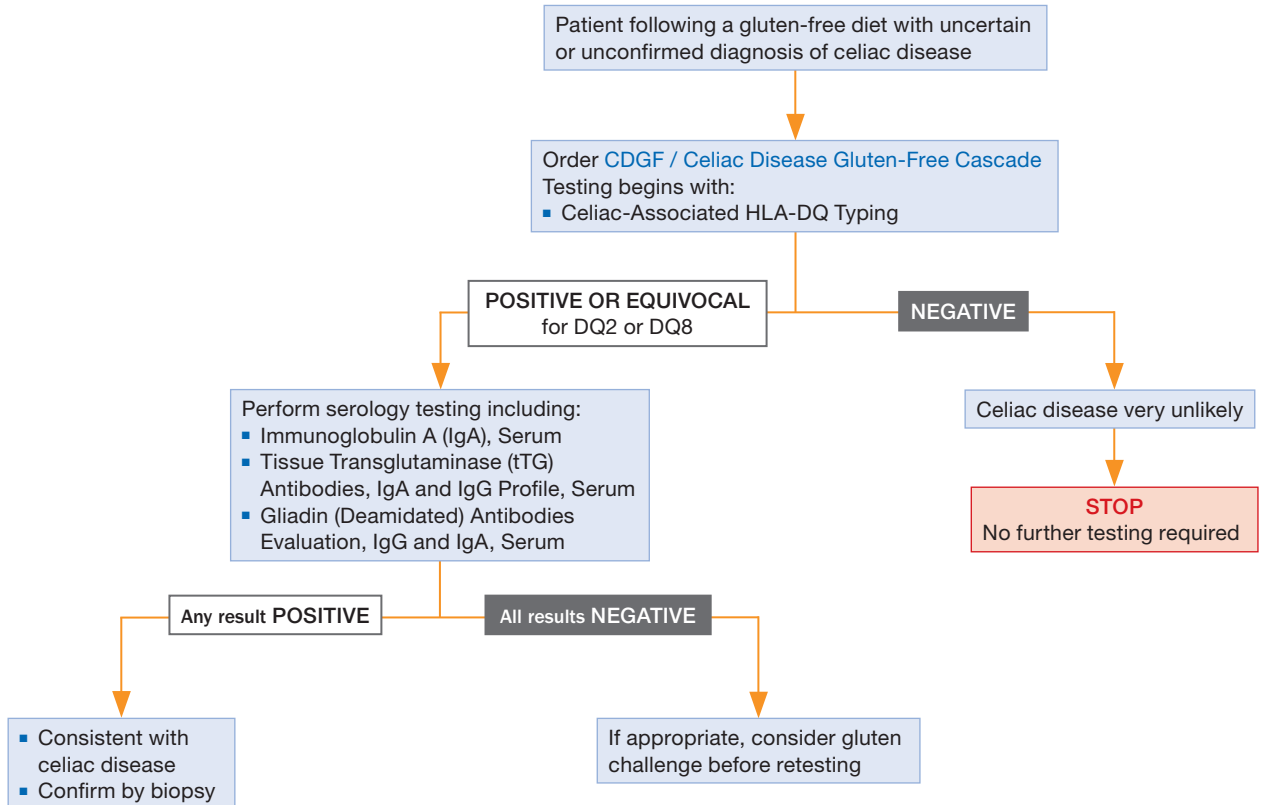 Patient following a gluten-free diet with uncertain
or unconfirmed diagnosis of celiac disease
Order CDGF / Celiac Disease Gluten-Free Cascade
Testing begins with:
▪ Celiac-Associated HLA-DQ Typing
POSITIVE OR EQUIVOCAL
for DQ2 or DQ8
NEGATIVE
Perform serology testing including:
▪ Immunoglobulin A (IgA), Serum
▪ Tissue Transglutaminase (tTG)
Antibodies, IgA and IgG Profile, Serum
▪ Gliadin (Deamidated) Antibodies
Evaluation, IgG and IgA, Serum
Celiac disease very unlikely
STOP
No further testing required
Any result POSITIVE
All results NEGATIVE
▪ Consistent with
celiac disease
▪ Confirm by biopsy
If appropriate, consider gluten
challenge before retesting